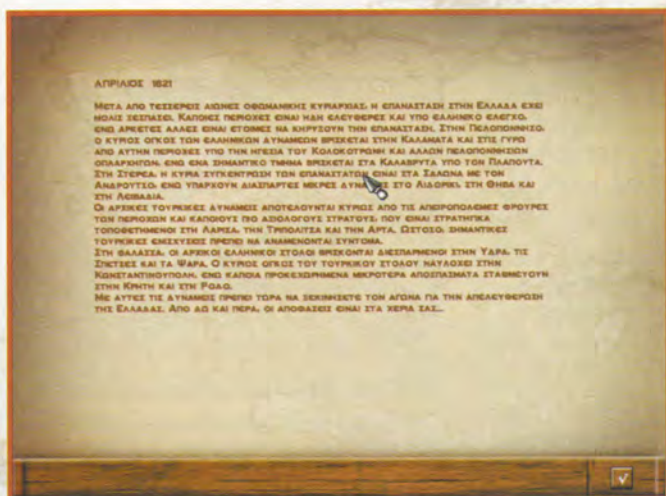 ΑΠΡΙΛΙΟΣ 1821
ΜΕΤΑ ΑΠΟ ΤΕΣΣΕΡΕΙΣ ΑΙΩΝΕΣ ΟΘΩΜΑΝΙΚΗΣ ΚΥΡΙΑΡΧΙΑΣ, Η ΕΠΑΝΑΣΤΑΣΗ ΣΤΗΝ ΕΛΛΑΔΑ ΕΧΕΙ
ΜΟΛΙΣ ΞΕΣΠΑΣΕΙ. ΚΑΠΟΙΕΣ ΠΕΡΙΟΧΕΣ ΕΙΝΑΙ ΗΔΗ ΕΛΕΥΘΕΡΕΣ ΚΑΙ ΥΠΟ ΕΛΛΗΝΙΚΟ ΕΛΕΓΧΟ,
ΕΝΩ ΑΡΚΕΤΕΣ ΑΛΛΕΣ ΕΙΝΑΙ ΕΤΟΙΜΕΣ ΝΑ ΚΗΡΥΞΟΥΝ ΤΗΝ ΕΠΑΝΑΣΤΑΣΗ. ΣΤΗΝ ΠΕΛΟΠΟΝΝΗΣΟ,
Ο ΚΥΡΙΟΣ ΟΓΚΟΣ ΤΩΝ ΕΛΛΗΝΙΚΩΝ ΔΥΝΑΜΕΩΝ ΒΡΙΣΚΕΤΑΙ ΣΤΗΝ ΚΑΛΑΜΑΤΑ ΚΑΙ ΣΤΙΣ ΓΥΡΩ
ΑΠΟ ΑΥΤΗΝ ΠΕΡΙΟΧΕΣ ΥΠΟ ΤΗΝ ΗΓΕΣΙΑ ΤΟΥ ΚΟΛΟΚΟΤΡΩΝΗ ΚΑΙ ΑΛΛΩΝ ΠΕΛΟΠΟΝΝΗΣΙΩΝ
ΟΠΛΑΡΧΗΓΩΝ, ΕΝΩ ΕΝΑ ΣΗΜΑΝΤΙΚΟ ΤΜΗΜΑ ΒΡΙΣΚΕΤΑΙ ΣΤΑ ΚΑΛΑΒΡΥΤΑ ΥΠΟ ΤΟΝ ΠΛΑΠΟΥΤΑ.
ΣΤΗ ΣΤΕΡΕΑ, Η ΚΥΡΙΑ ΣΥΓΚΕΝΤΡΩΣΗ ΤΩΝ ΕΠΑΝΑΣΤΑΤΩΝ ΕΙΝΑΙ ΣΤΑ ΣΑΛΩΝΑ ΜΕ ΤΟΝ
ΑΝΔΡΟΥΤΣΟ, ΕΝΩ ΥΠΑΡΧΟΥΝ ΔΙΑΣΠΑΡΤΕΣ ΜΙΚΡΕΣ ΔΥΝΑΜΕΙΣ ΣΤΟ ΛΙΔΟΡΙΚΙ, ΣΤΗ ΘΗΒΑ ΚΑΙ
ΣΤΗ ΛΕΙΒΑΔΙΑ.
ΟΙ ΑΡΧΙΚΕΣ ΤΟΥΡΚΙΚΕΣ ΔΥΝΑΜΕΙΣ ΑΠΟΤΕΛΟΥΝΤΑΙ ΚΥΡΙΩΣ ΑΠΟ ΤΙΣ ΑΠΕΙΡΟΠΟΛΕΜΕΣ ΦΡΟΥΡΕΣ
ΤΩΝ ΠΕΡΙΟΧΩΝ ΚΑΙ ΚΑΠΟΙΟΥΣ ΠΙΟ ΑΞΙΟΛΟΓΟΥΣ ΣΤΡΑΤΟΥΣ, ΠΟΥ ΕΙΝΑΙ ΣΤΡΑΤΗΓΙΚΑ
ΤΟΠΟΘΕΤΗΜΕΝΟΙ ΣΤΗ ΛΑΡΙΣΑ, ΤΗΝ ΤΡΙΠΟΛΙΤΣΑ ΚΑΙ ΤΗΝ ΑΡΤΑ. ΩΣΤΟΣΟ, ΣΗΜΑΝΤΙΚΕΣ
ΤΟΥΡΚΙΚΕΣ ΕΝΙΣΧΥΣΕΙΣ ΠΡΕΠΕΙ ΝΑ ΑΝΑΜΕΝΟΝΤΑΙ ΣΥΝΤΟΜΑ.
ΣΤΗ ΘΑΛΑΣΣΑ, ΟΙ ΑΡΧΙΚΟΙ ΕΛΛΗΝΙΚΟΙ ΣΤΟΛΟΙ ΒΡΙΣΚΟΝΤΑΙ ΔΙΕΣΠΑΡΜΕΝΟΙ ΣΤΗΝ ΥΔΡΑ, ΤΙΣ
ΣΠΕΤΣΕΣ ΚΑΙ ΤΑ ΨΑΡΑ. Ο ΚΥΡΙΟΣ ΟΓΚΟΣ ΤΟΥ ΤΟΥΡΚΙΚΟΥ ΣΤΟΛΟΥ ΝΑΥΛΟΧΕΙ ΣΤΗΝ
ΚΩΝΣΤΑΝΤΙΝΟΥΠΟΛΗ, ΕΝΩ ΚΑΠΟΙΑ ΠΡΟΚΕΧΩΡΗΜΕΝΑ ΜΙΚΡΟΤΕΡΑ ΑΠΟΣΠΑΣΜΑΤΑ ΣΤΑΘΜΕΥΟΥΝ
ΣΤΗΝ ΚΡΗΤΗ ΚΑΙ ΣΤΗ ΡΟΔΟ.
ΜΕ ΑΥΤΕΣ ΤΙΣ ΔΥΝΑΜΕΙΣ ΠΡΕΠΕΙ ΤΩΡΑ ΝΑ ΞΕΚΙΝΗΣΕΤΕ ΤΟΝ ΑΓΩΝΑ ΓΙΑ ΤΗΝ ΑΠΕΛΕΥΘΕΡΩΣΗ
ΤΗΣ ΕΛΛΑΔΑΣ. ΑΠΟ ΔΩ ΚΑΙ ΠΕΡΑ, ΟΙ ΑΠΟΦΑΣΕΙΣ ΕΙΝΑΙ ΣΤΑ ΧΕΡΙΑ ΣΑΣ...